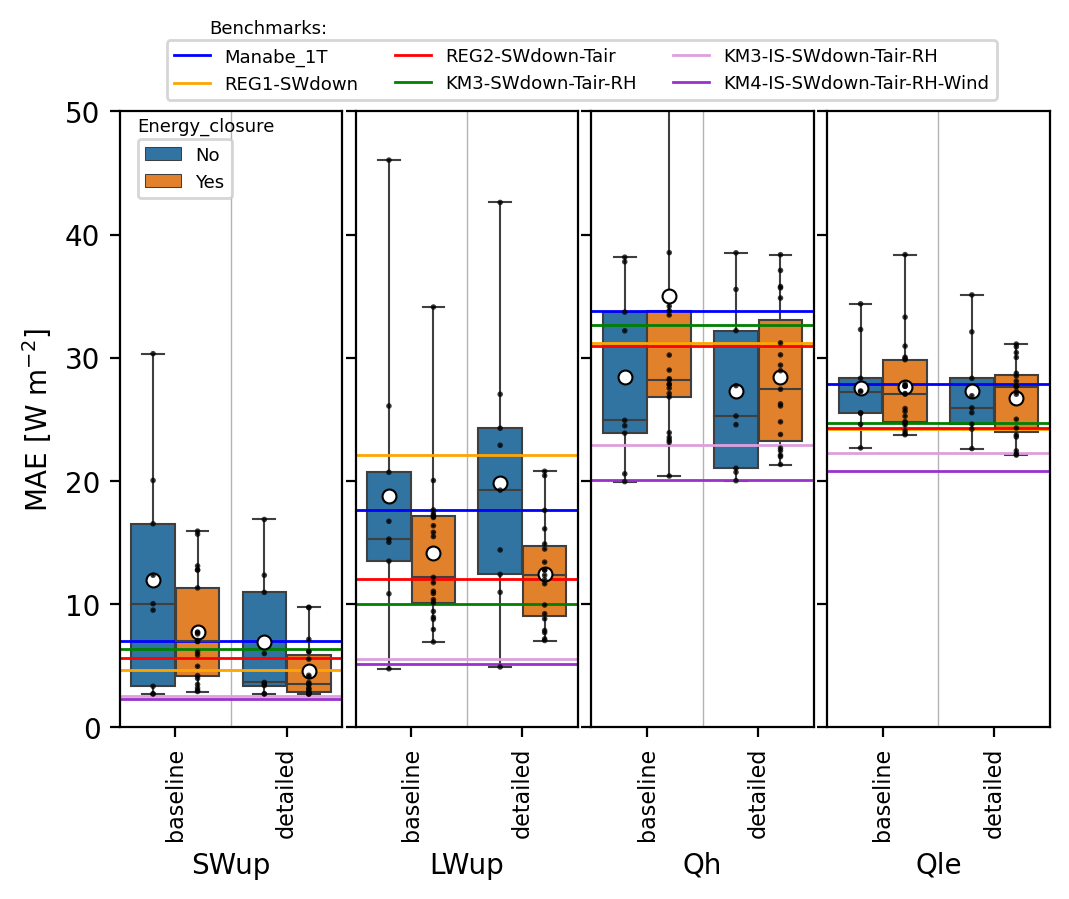 Benchmarks:
Manabe_1T REG2-SWdown-Tair KM3-IS-SWdown-Tair-RH
REG1-SWdown KM3-SWdown-Tair-RH KM4-IS-SWdown-Tair-RH-Wind
Energy_closure
No
Yes
50
40
30
20
10
0
MAE [W m⁻²]
baseline detailed baseline detailed baseline detailed baseline detailed
SWup LWup Qh Qle